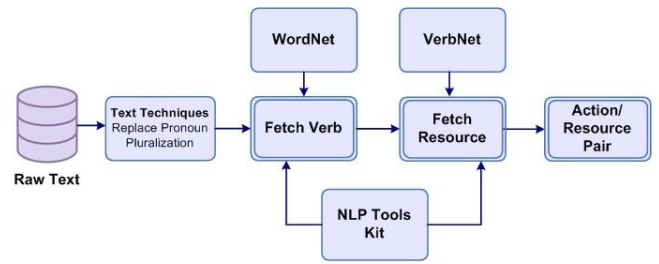 WordNet
VerbNet
Text Techniques
Replace Pronoun
Pluralization
Fetch Verb
Fetch
Resource
Action/
Resource
Pair
Raw Text
NLP Tools
Kit